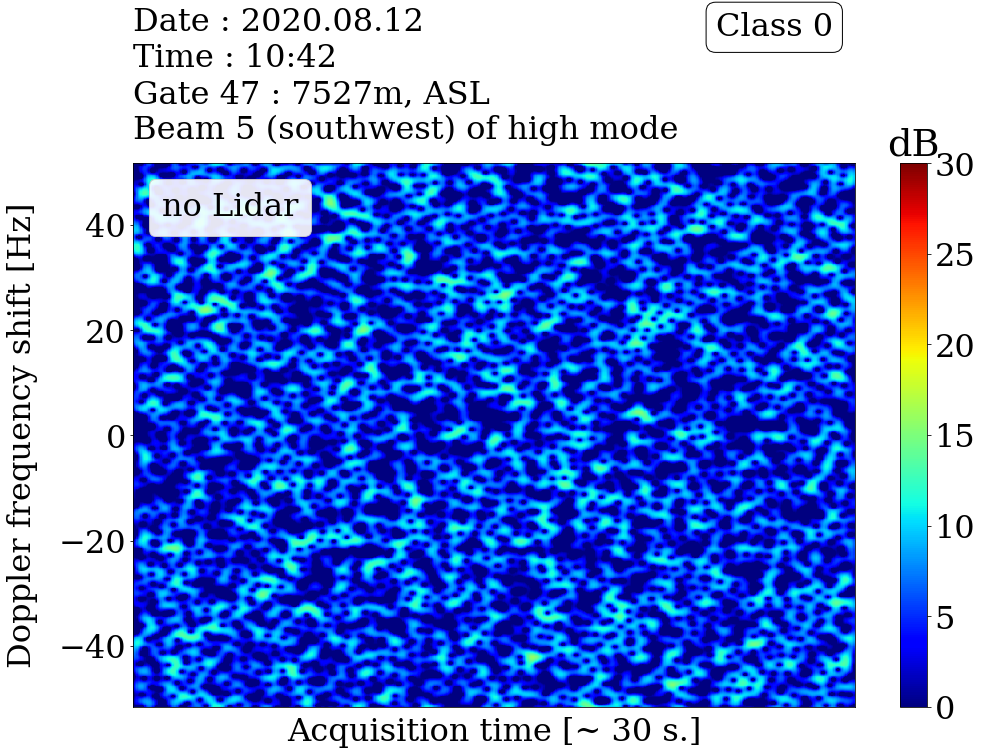 Date : 2020.08.12
Time : 10:42
Gate 47 : 7527m, ASL
Beam 5 (southwest) of high mode
Class 0
dB
no Lidar
Doppler frequency shift [Hz]
40
20
0
−20
−40
Acquisition time [~ 30 s.]
30
25
20
15
10
5
0